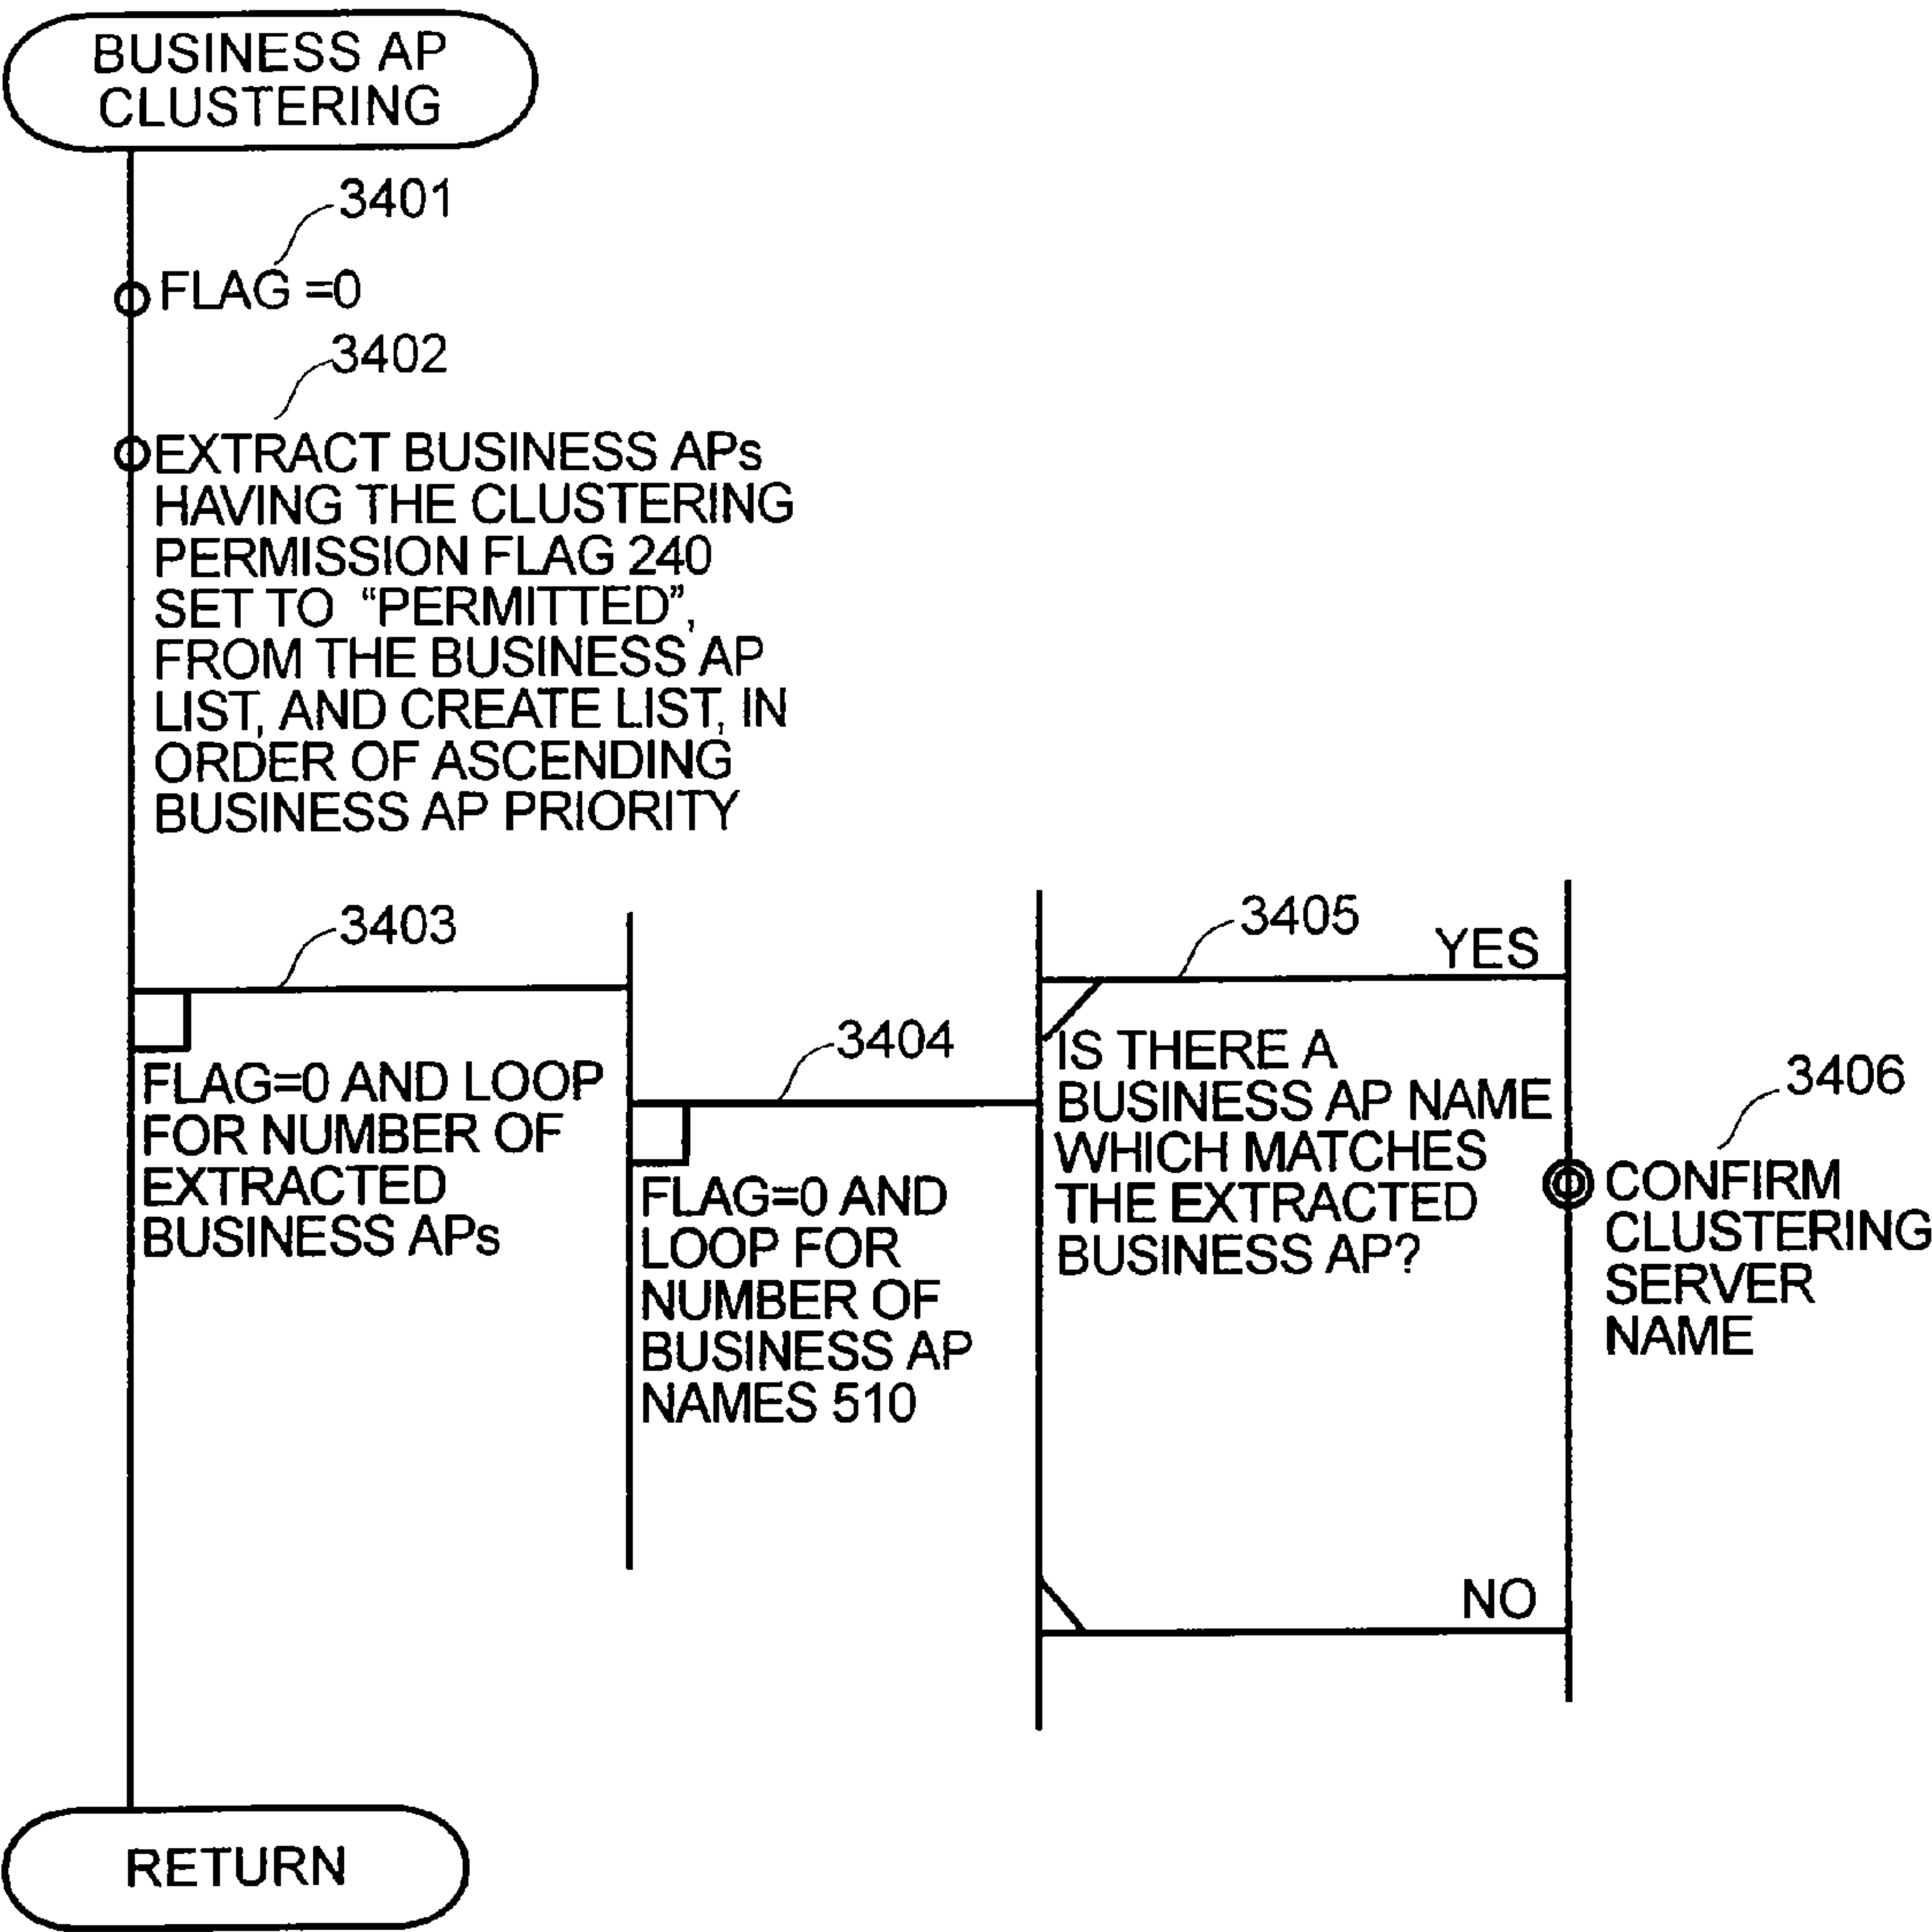 BUSINESS AP
CLUSTERING
3401
FLAG =0
3402
EXTRACT BUSINESS APs
HAVING THE CLUSTERING
PERMISSION FLAG 240
SET TO “PERMITTED”,
FROM THE BUSINESS AP
LIST, AND CREATE LIST, IN
ORDER OF ASCENDING
BUSINESS AP PRIORITY
3403
FLAG=0 AND LOOP
FOR NUMBER OF
EXTRACTED
BUSINESS APs
3404
FLAG=0 AND
LOOP FOR
NUMBER OF
BUSINESS AP
NAMES 510
3405
YES
IS THERE A
BUSINESS AP NAME
WHICH MATCHES
THE EXTRACTED
BUSINESS AP?
NO
3406
CONFIRM
CLUSTERING
SERVER
NAME
RETURN